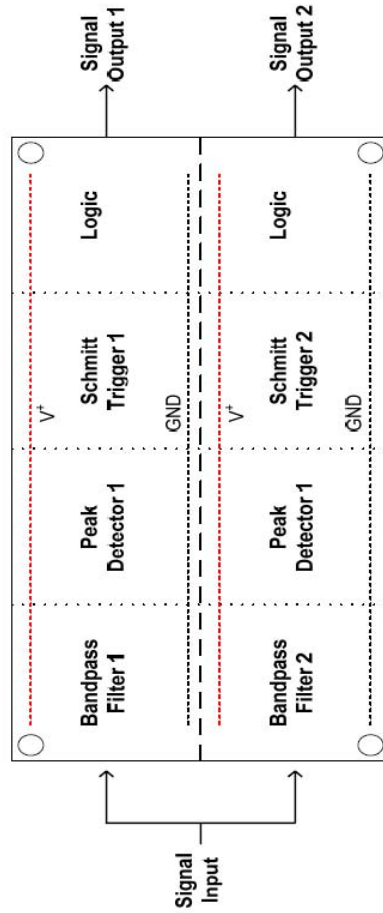 Signal
Input
Bandpass
Filter 1
Peak
Detector 1
Schmitt
Trigger 1
Logic
V+
GND
Signal
Output 1
Bandpass
Filter 2
Peak
Detector 1
Schmitt
Trigger 2
Logic
V+
GND
Signal
Output 2